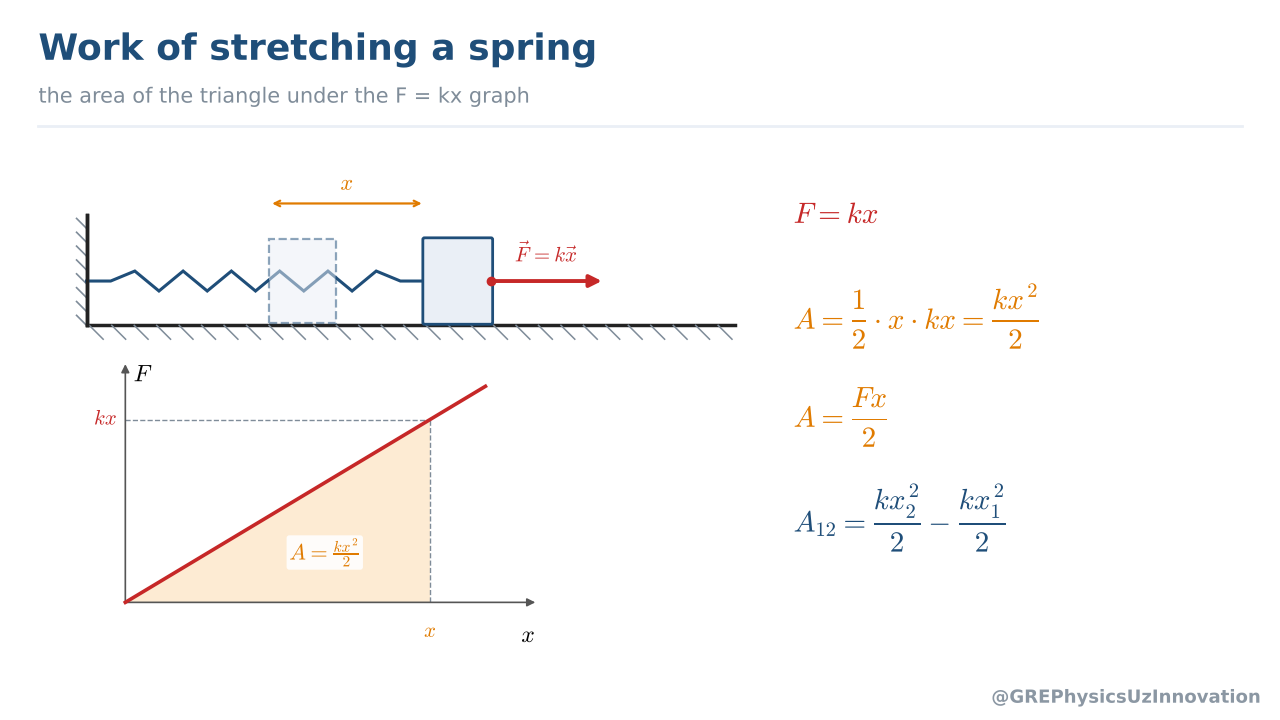 Work of stretching a spring
the area of the triangle under the F = kx graph
x
F⃗ = kx⃗
F = kx
A = 1/2 · x · kx = kx²/2
A = Fx/2
A₁₂ = kx₂²/2 − kx₁²/2
F
kx
A = kx²/2
x
x
@GREPhysicsUzInnovation